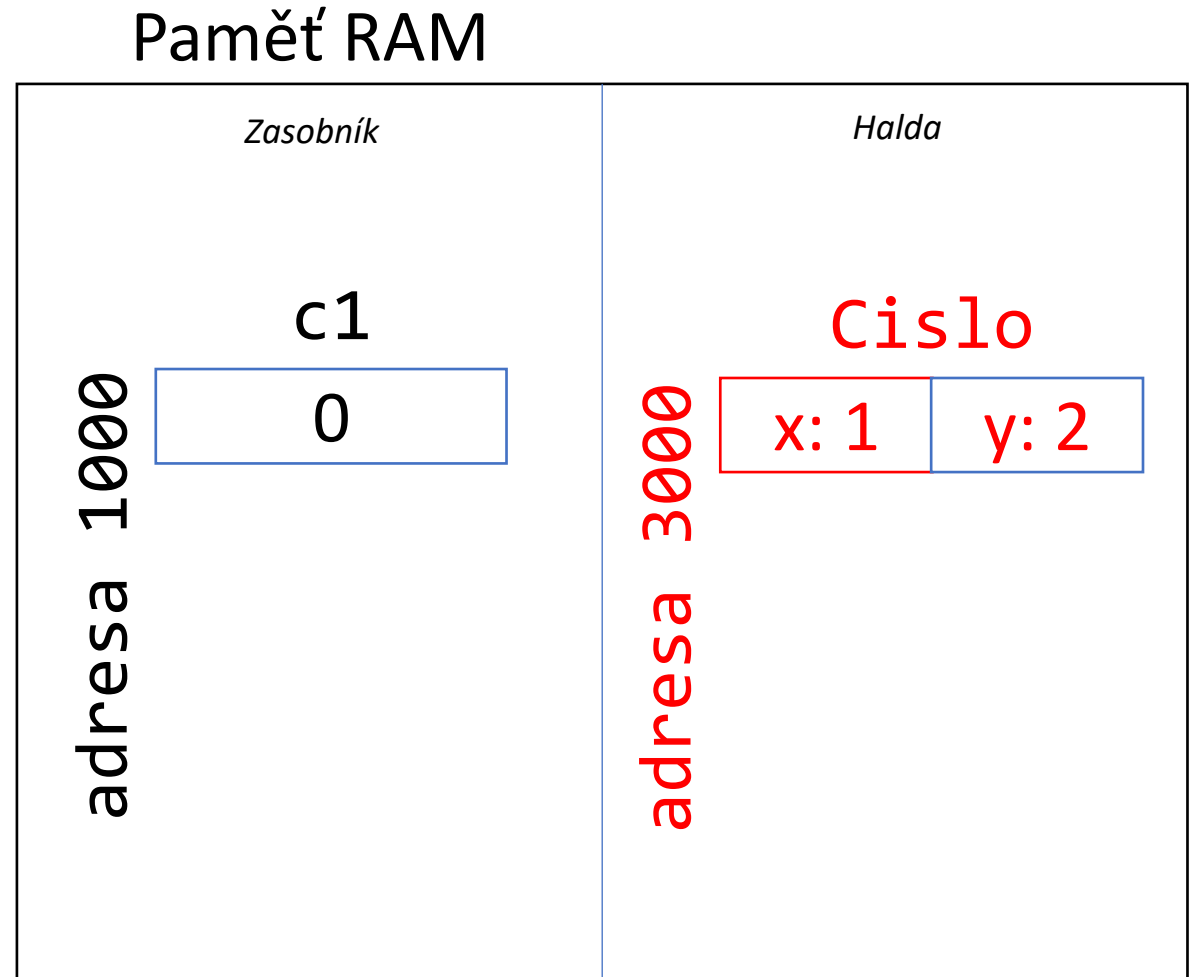 Paměť RAM
Zasobník
Halda
c1
0
adresa 1000
Cislo
x: 1
y: 2
adresa 3000